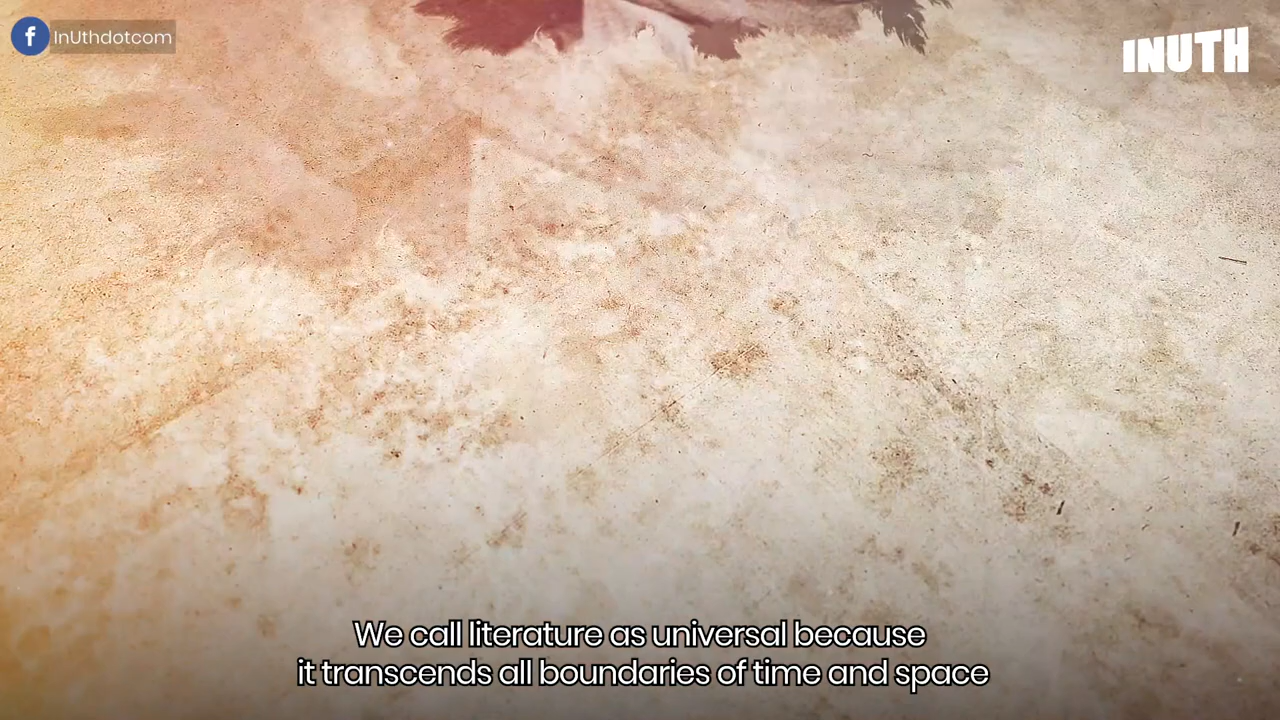 InUthdotcom
INUTH
We call literature as universal because
it transcends all boundaries of time and space